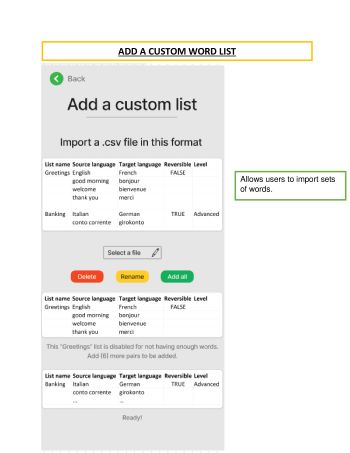 ADD A CUSTOM WORD LIST
Back
Add a custom list
Import a .csv file in this format
List name Source language Target language Reversible Level
Greetings English French FALSE
good morning bonjour
welcome bienvenue
thank you merci
Banking Italian German TRUE Advanced
conto corrente girokonto
Allows users to import sets
of words.
Select a file
Delete Rename Add all
List name Source language Target language Reversible Level
Greetings English French FALSE
good morning bonjour
welcome bienvenue
thank you merci
This "Greetings" list is disabled for not having enough words.
Add (6) more pairs to be added.
List name Source language Target language Reversible Level
Banking Italian German TRUE Advanced
conto corrente girokonto
... ...
Ready!